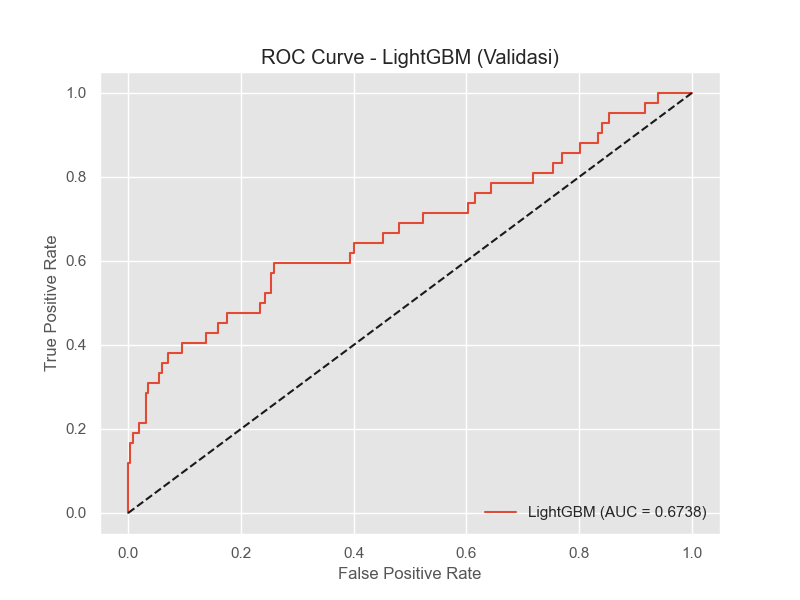 ROC Curve - LightGBM (Validasi)
True Positive Rate
1.0
0.8
0.6
0.4
0.2
0.0
LightGBM (AUC = 0.6738)
0.0 0.2 0.4 0.6 0.8 1.0
False Positive Rate